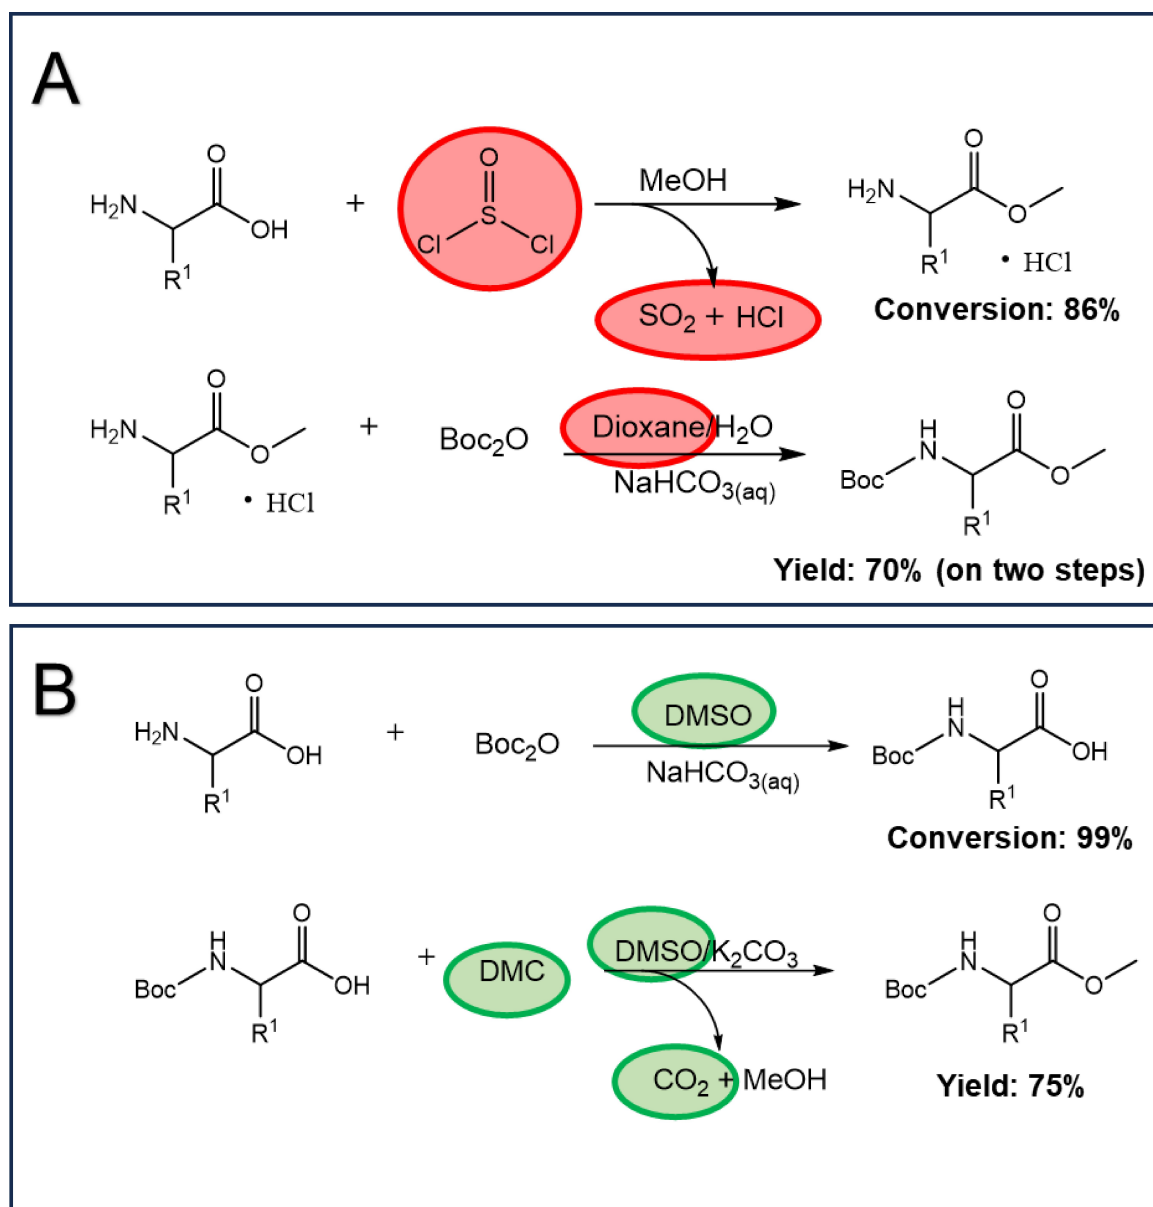 A
H₂N O OH R¹ + O S Cl Cl MeOH H₂N O O R¹ • HCl
SO₂ + HCl
Conversion: 86%
H₂N O O R¹ • HCl + Boc₂O Dioxane/H₂O NaHCO₃(aq) Boc H N O O R¹
Yield: 70% (on two steps)
B
H₂N O OH R¹ + Boc₂O DMSO NaHCO₃(aq) Boc H N O OH R¹
Conversion: 99%
Boc H N O OH R¹ + DMC DMSO/K₂CO₃ Boc H N O O R¹
CO₂ + MeOH
Yield: 75%